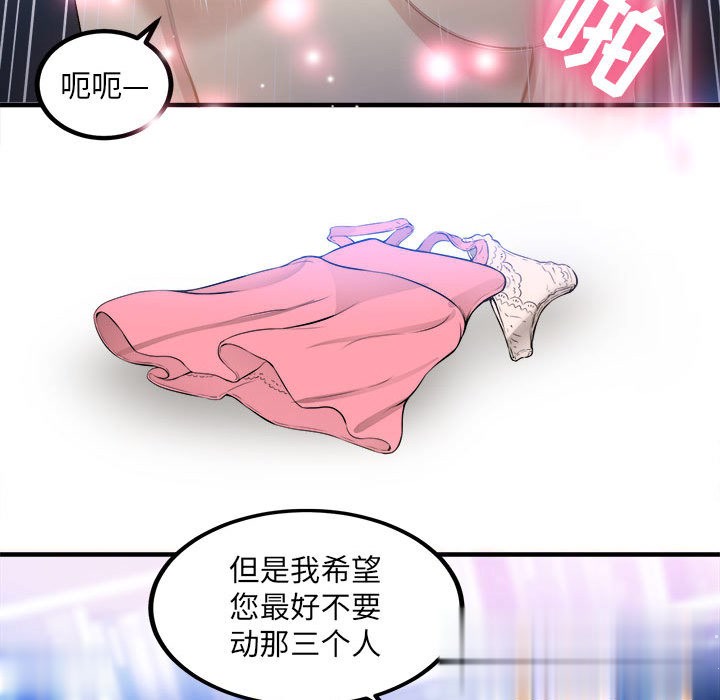 啪
呃呃—
但是我希望
您最好不要
动那三个人